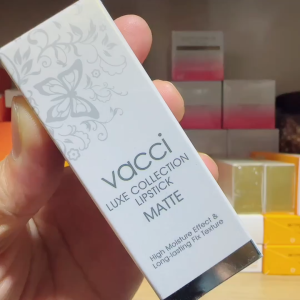 vacci
LUXE COLLECTION
LIPSTICK
MATTE
High Moisture Effect &
Long-lasting Fix Texture